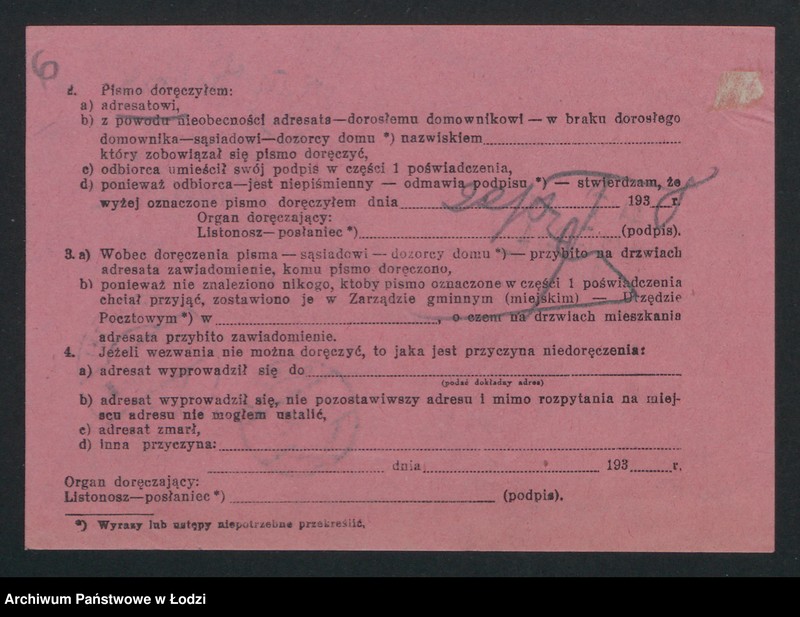 6
2. Pismo doręczyłem:
a) adresatowi,
b) z powodu nieobecności adresata—dorosłemu domownikowi — w braku dorosłego
domownika—sąsiadowi—dozorcy domu *) nazwiskiem
który zobowiązał się pismo doręczyć,
c) odbiorca umieścił swój podpis w części 1 poświadczenia,
d) ponieważ odbiorca—jest niepiśmienny — odmawia podpisu *) — stwierdzam, że
wyżej oznaczone pismo doręczyłem dnia 193 r.
Organ doręczający:
Listonosz—posłaniec *) (podpis).
3. a) Wobec doręczenia pisma — sąsiadowi — dozorcy domu *) — przybito na drzwiach
adresata zawiadomienie, komu pismo doręczono,
b) ponieważ nie znaleziono nikogo, ktoby pismo oznaczone w części 1 poświadczenia
chciał przyjąć, zostawiono je w Zarządzie gminnym (miejskim) — Urzędzie
Pocztowym *) w , o czem na drzwiach mieszkania
adresata przybito zawiadomienie.
4. Jeżeli wezwania nie można doręczyć, to jaka jest przyczyna niedoręczenia:
a) adresat wyprowadził się do
(podać dokładny adres)
b) adresat wyprowadził się, nie pozostawiwszy adresu i mimo rozpytania na miej-
scu adresu nie mogłem ustalić,
c) adresat zmarł,
d) inna przyczyna:
dnia 193 r.
Organ doręczający:
Listonosz—posłaniec *) (podpis).
*) Wyrazy lub ustępy niepotrzebne przekreślić.
Archiwum Państwowe w Łodzi